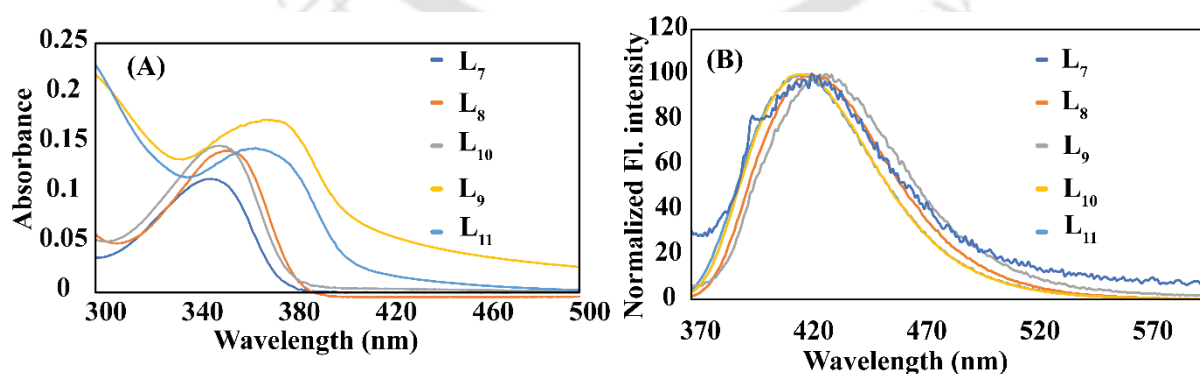 (A)
Absorbance
0.25
0.2
0.15
0.1
0.05
0
300 340 380 420 460 500
Wavelength (nm)
L7
L8
L10
L9
L11
(B)
Normalized Fl. intensity
120
100
80
60
40
20
0
370 420 470 520 570
Wavelength (nm)
L7
L8
L9
L10
L11